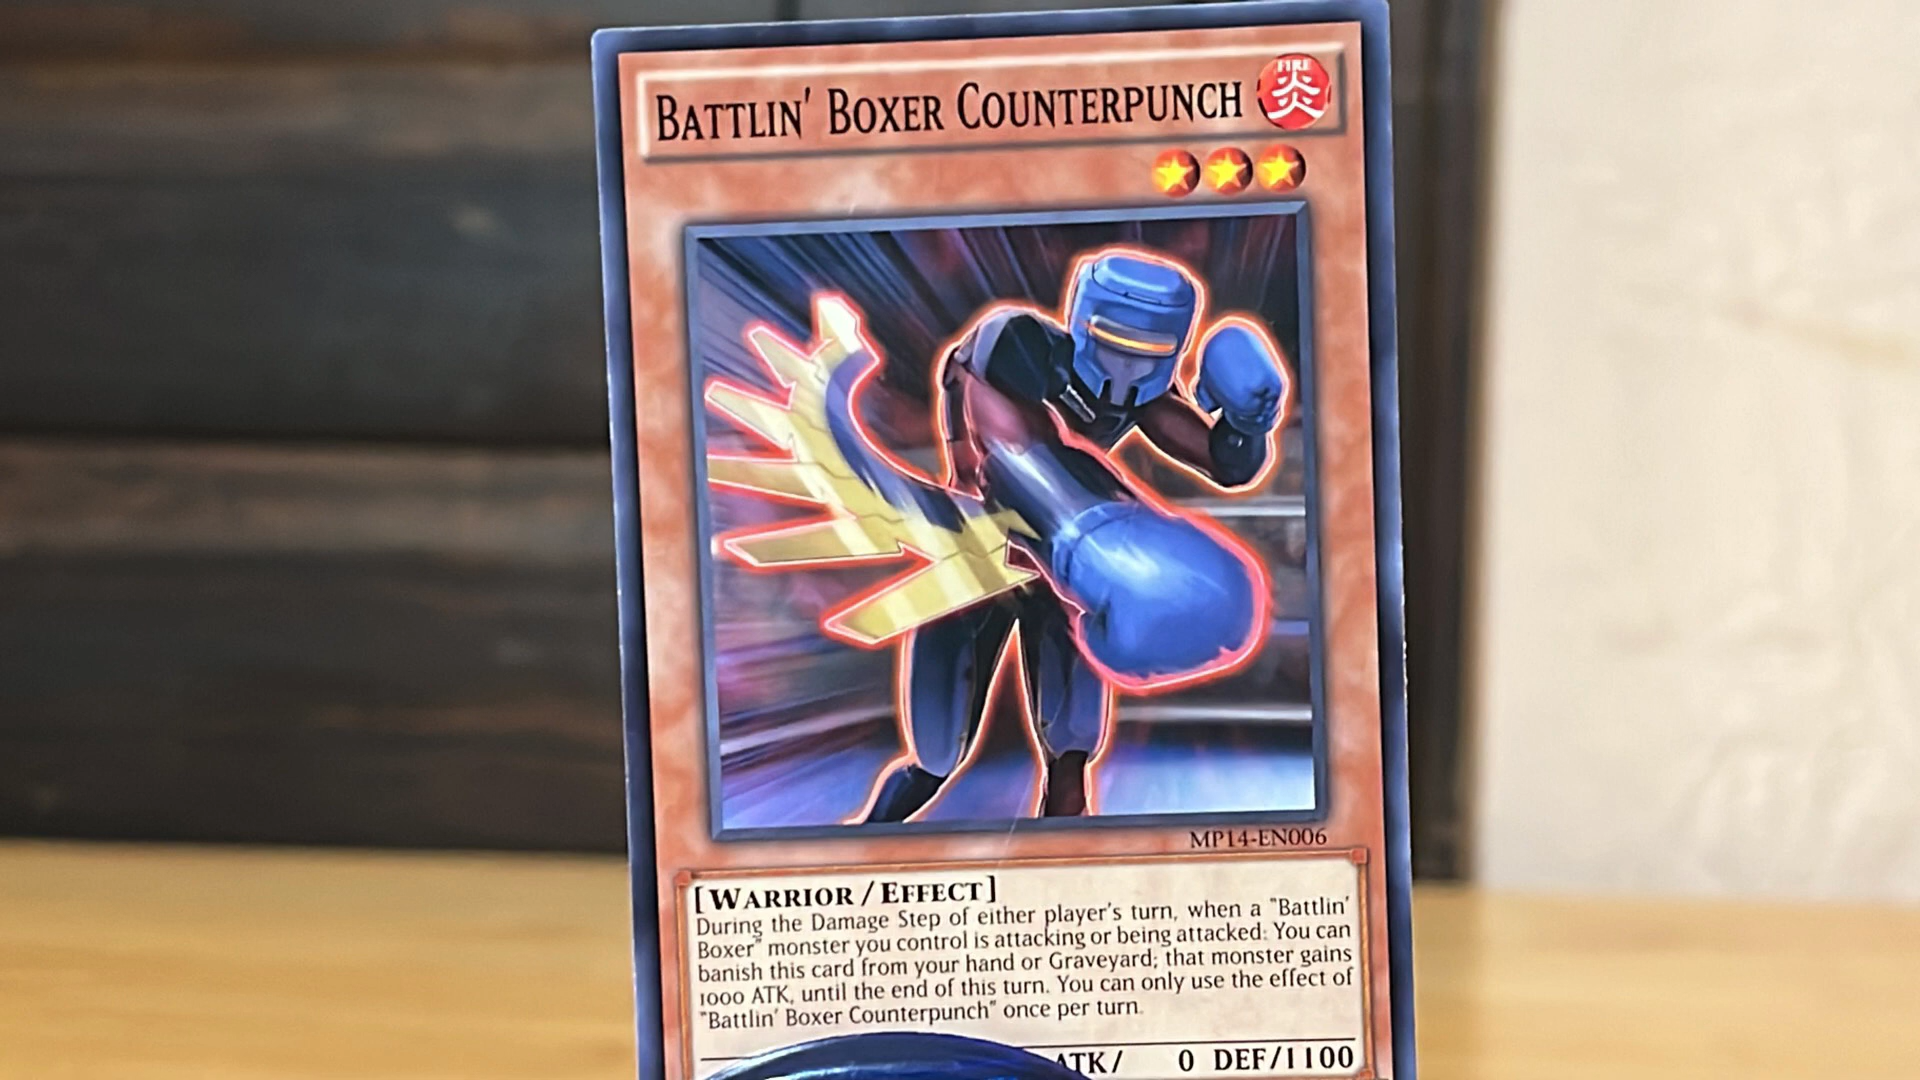 BATTLIN' BOXER COUNTERPUNCH
FIRE
炎
MP14-EN006
[WARRIOR / EFFECT]
During the Damage Step of either player's turn, when a "Battlin'
Boxer" monster you control is attacking or being attacked: You can
banish this card from your hand or Graveyard; that monster gains
1000 ATK, until the end of this turn. You can only use the effect of
"Battlin' Boxer Counterpunch" once per turn.
ATK/ 0 DEF/1100